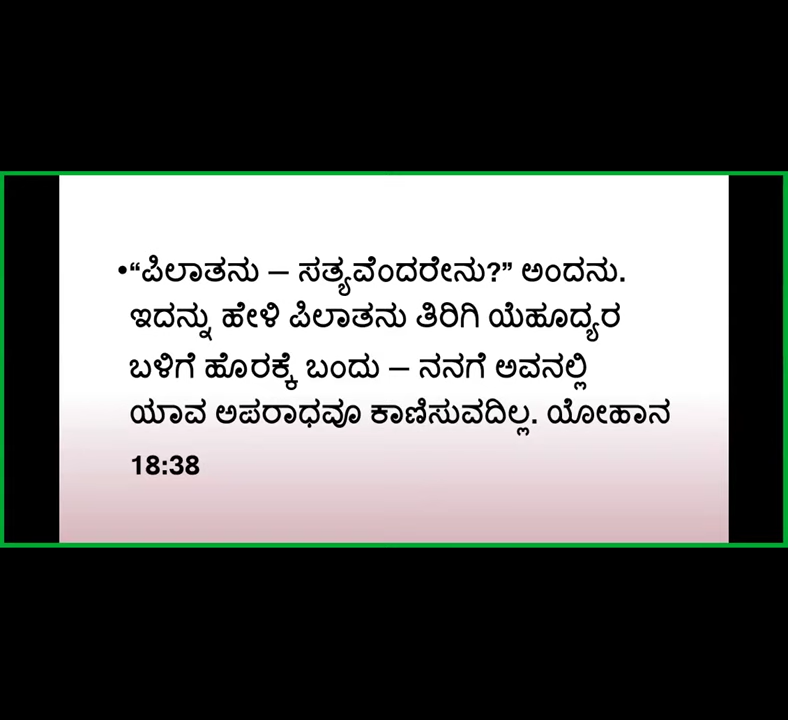 •“ಪಿಲಾತನು – ಸತ್ಯವೆಂದರೇನು?” ಅಂದನು.
ಇದನ್ನು ಹೇಳಿ ಪಿಲಾತನು ತಿರಿಗಿ ಯೆಹೂದ್ಯರ
ಬಳಿಗೆ ಹೊರಕ್ಕೆ ಬಂದು – ನನಗೆ ಅವನಲ್ಲಿ
ಯಾವ ಅಪರಾಧವೂ ಕಾಣಿಸುವದಿಲ್ಲ. ಯೋಹಾನ
18:38